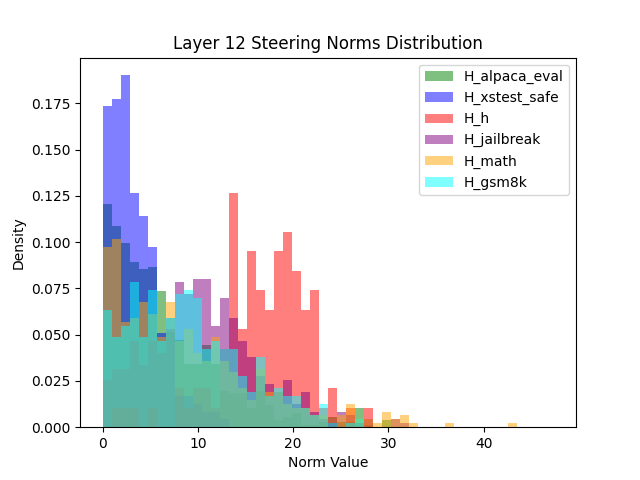 Layer 12 Steering Norms Distribution
H_alpaca_eval
H_xstest_safe
H_h
H_jailbreak
H_math
H_gsm8k
0.175
0.150
0.125
0.100
0.075
0.050
0.025
0.000
Density
0 10 20 30 40
Norm Value